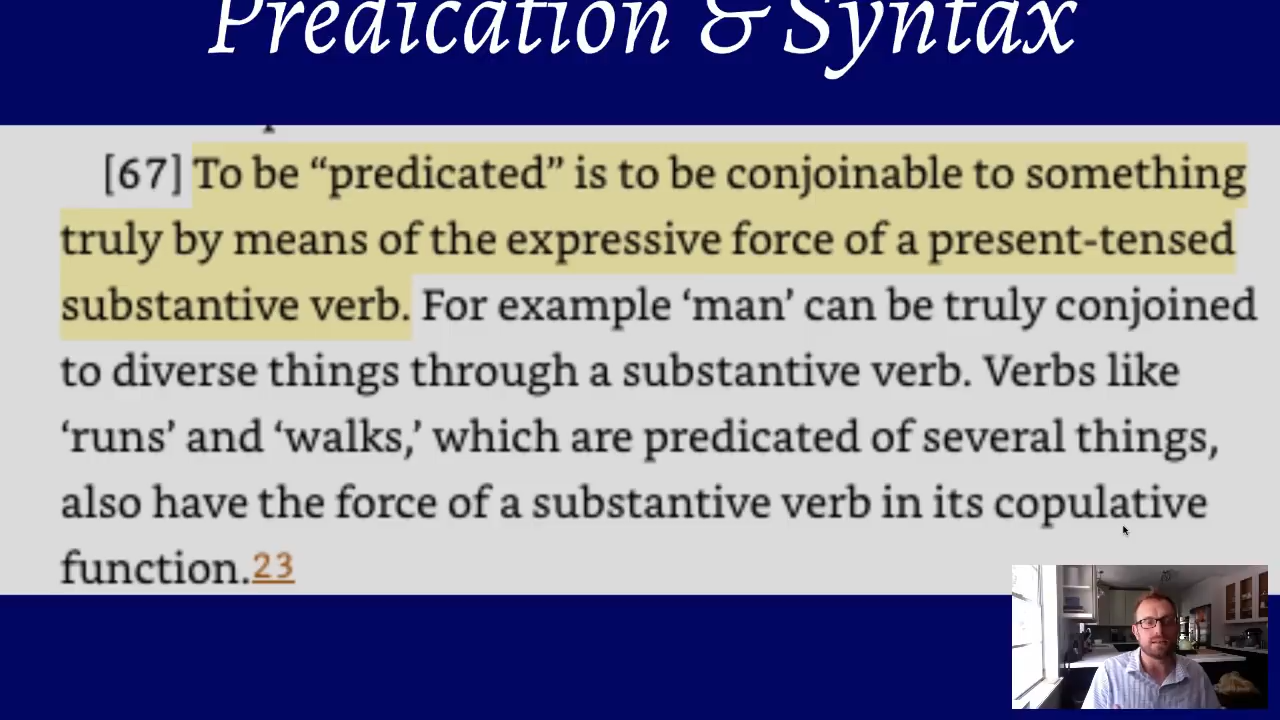 Predication & Syntax
[67] To be “predicated” is to be conjoinable to something
truly by means of the expressive force of a present-tensed
substantive verb. For example ‘man’ can be truly conjoined
to diverse things through a substantive verb. Verbs like
‘runs’ and ‘walks,’ which are predicated of several things,
also have the force of a substantive verb in its copulative
function.23